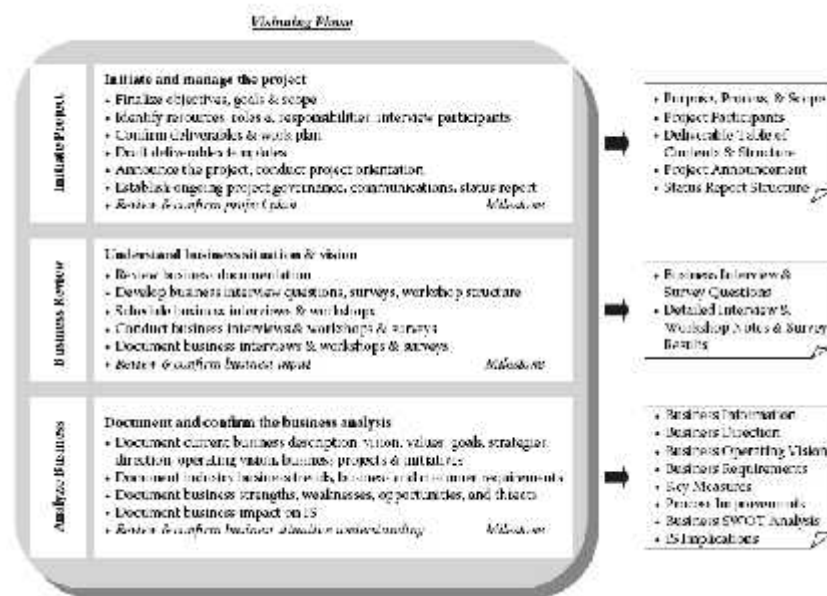 Visioning Phase
Initiate Project
Initiate and manage the project
• Finalize objectives, goals & scope
• Identify resources, roles & responsibilities, interview participants
• Confirm deliverables & work plan
• Draft deliverables templates
• Announce the project, conduct project orientation
• Establish ongoing project governance, communications, status report
• Review & confirm project plan Milestone
• Purpose, Process, & Scope
• Project Participants
• Deliverable Table of
Contents & Structure
• Project Announcement
• Status Report Structure
Business Review
Understand business situation & vision
• Review business documentation
• Develop business interview questions, surveys, workshop structure
• Schedule business interviews & workshops
• Conduct business interviews & workshops & surveys
• Document business interviews & workshops & surveys
• Review & confirm business input Milestone
• Business Interview &
Survey Questions
• Detailed Interview &
Workshop Notes & Survey
Results
Analyze Business
Document and confirm the business analysis
• Document current business description, vision, values, goals, strategies,
direction, operating vision, business projects & initiatives
• Document industry business trends, business and customer requirements
• Document business strengths, weaknesses, opportunities, and threats
• Document business impact on IS
• Review & confirm business situation understanding Milestone
• Business Information
• Business Direction
• Business Operating Vision
• Business Requirements
• Key Measures
• Process Improvements
• Business SWOT Analysis
• IS Implications